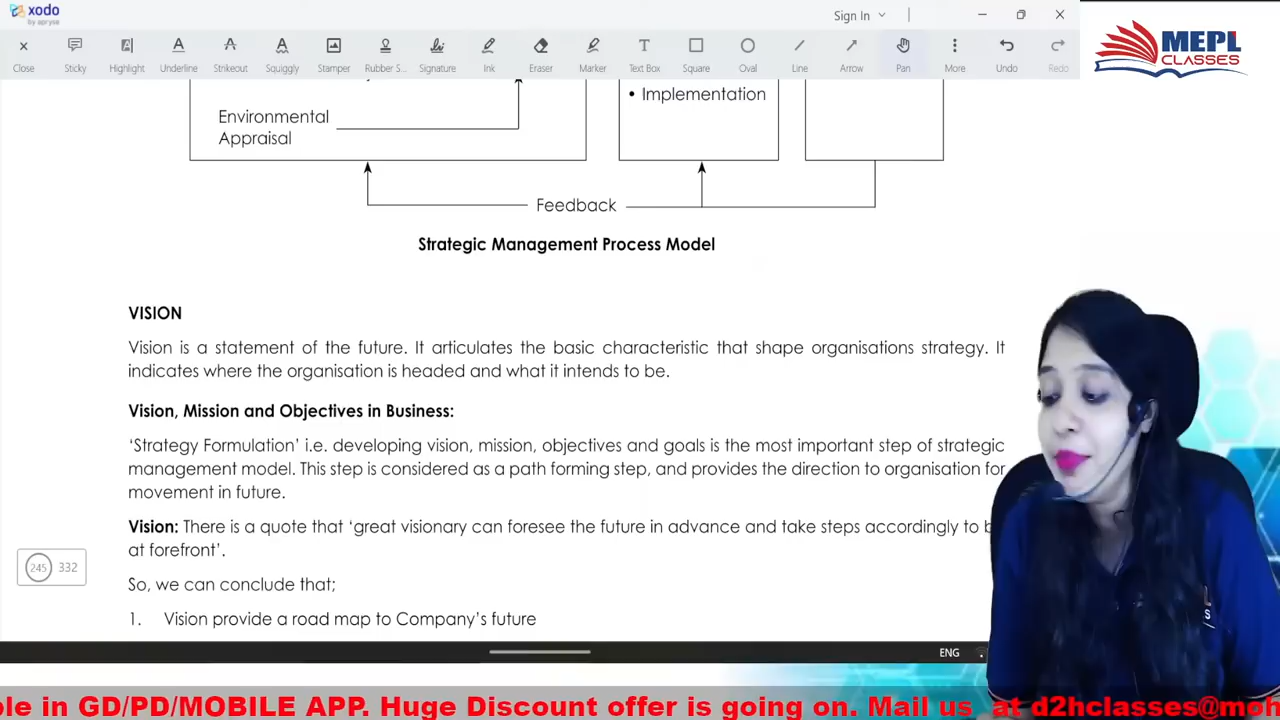 xodo
by apryse
Sign In
Close
Sticky
Highlight
Underline
Strikeout
Squiggly
Stamper
Rubber
Signature
Pencil
Eraser
Marker
Text Box
Square
Oval
Line
Arrow
Pan
More
Undo
Redo
MEPL
CLASSES
• Implementation
Environmental
Appraisal
Feedback
Strategic Management Process Model
VISION
Vision is a statement of the future. It articulates the basic characteristic that shape organisations strategy. It
indicates where the organisation is headed and what it intends to be.
Vision, Mission and Objectives in Business:
‘Strategy Formulation’ i.e. developing vision, mission, objectives and goals is the most important step of strategic
management model. This step is considered as a path forming step, and provides the direction to organisation for
movement in future.
Vision: There is a quote that ‘great visionary can foresee the future in advance and take steps accordingly to b
at forefront’.
245 332
So, we can conclude that;
1. Vision provide a road map to Company’s future
ENG
ple in GD/PD/MOBILE APP. Huge Discount offer is going on. Mail us at d2hclasses@moh